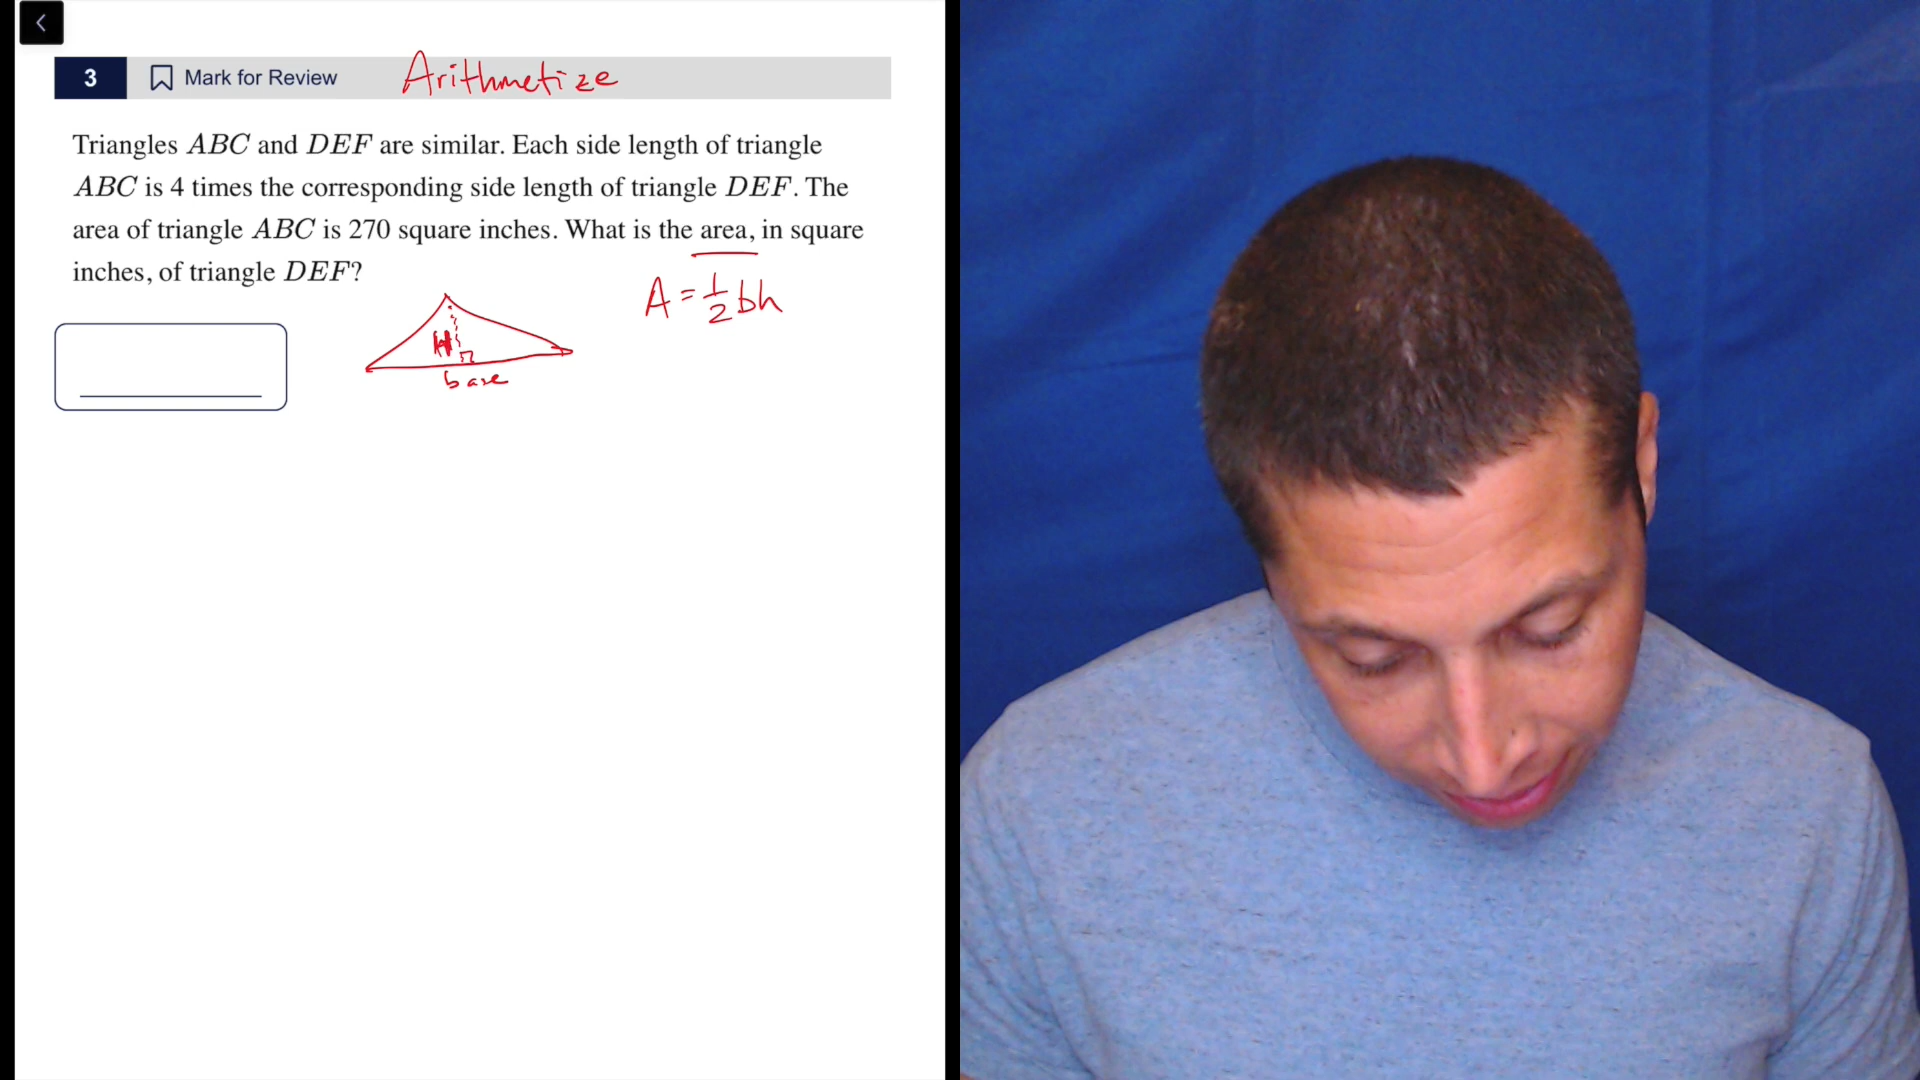 3 Mark for Review Arithmetize
Triangles ABC and DEF are similar. Each side length of triangle
ABC is 4 times the corresponding side length of triangle DEF. The
area of triangle ABC is 270 square inches. What is the area, in square
inches, of triangle DEF?
A = 1/2 bh
H
base